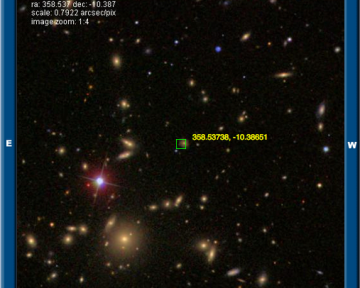 ra: 358.537 dec: -10.387
scale: 0.7922 arcsec/pix
image zoom: 1:4
358.53738, -10.38651
E
W